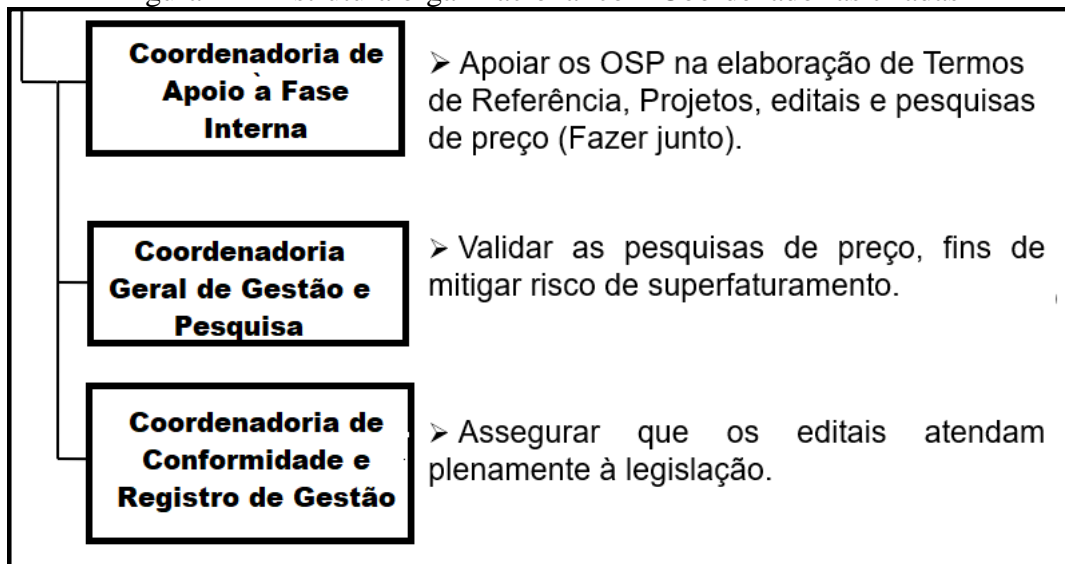 Coordenadoria de
Apoio à Fase
Interna
➢ Apoiar os OSP na elaboração de Termos
de Referência, Projetos, editais e pesquisas
de preço (Fazer junto).
Coordenadoria
Geral de Gestão e
Pesquisa
➢ Validar as pesquisas de preço, fins de
mitigar risco de superfaturamento.
Coordenadoria de
Conformidade e
Registro de Gestão
➢ Assegurar que os editais atendam
plenamente à legislação.